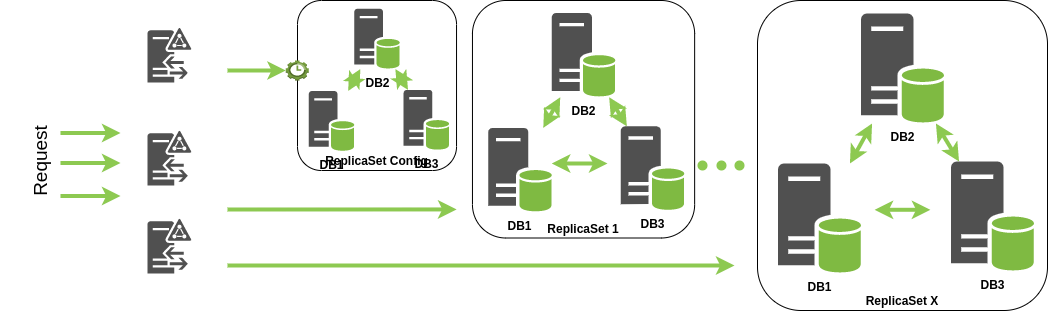 Request
DB2
DB1
ReplicaSet Config
DB3
DB2
DB1
DB3
ReplicaSet 1
DB2
DB1
DB3
ReplicaSet X